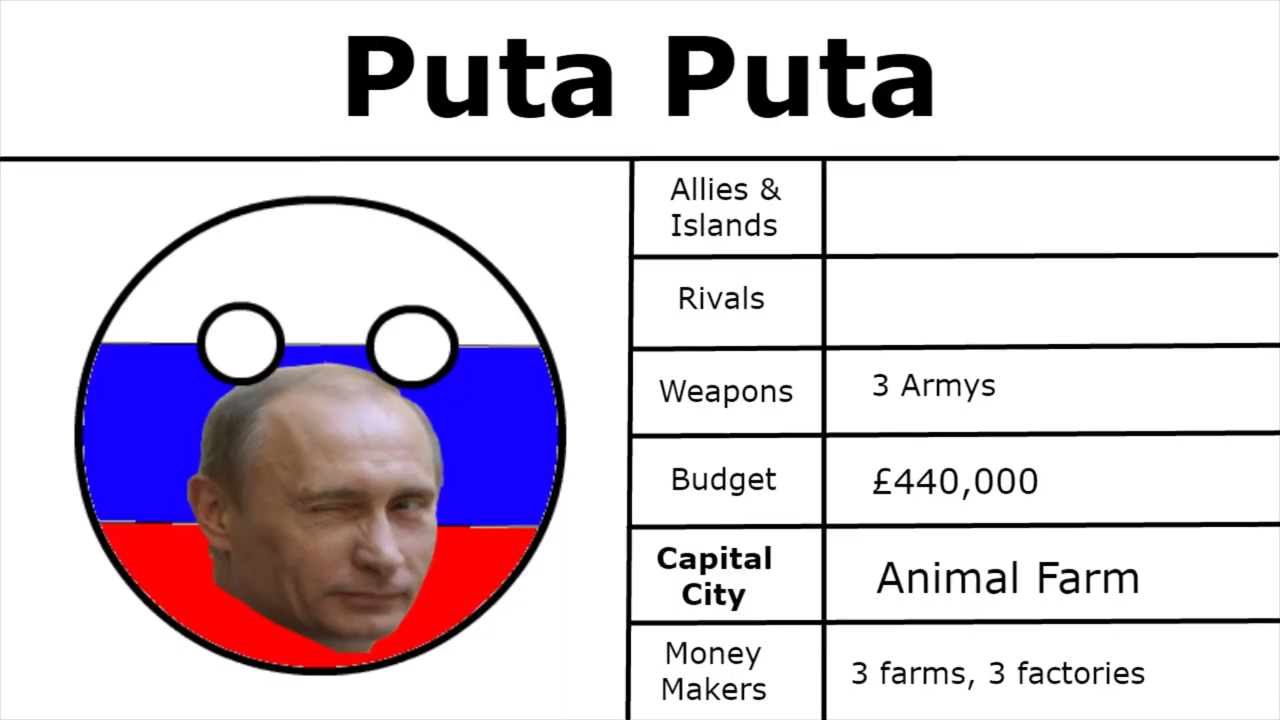 Puta Puta
Allies &
Islands
Rivals
Weapons
3 Armys
Budget
£440,000
Capital
City
Animal Farm
Money
Makers
3 farms, 3 factories